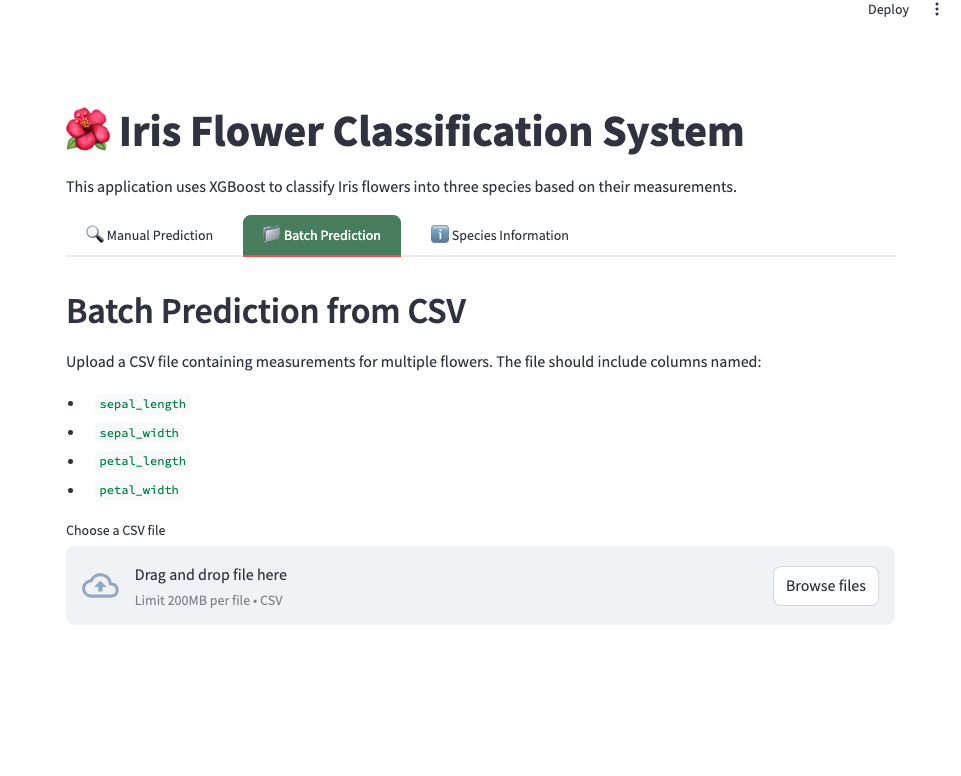 Deploy
Iris Flower Classification System
This application uses XGBoost to classify Iris flowers into three species based on their measurements.
Manual Prediction
Batch Prediction
Species Information
Batch Prediction from CSV
Upload a CSV file containing measurements for multiple flowers. The file should include columns named:
sepal_length
sepal_width
petal_length
petal_width
Choose a CSV file
Drag and drop file here
Limit 200MB per file • CSV
Browse files